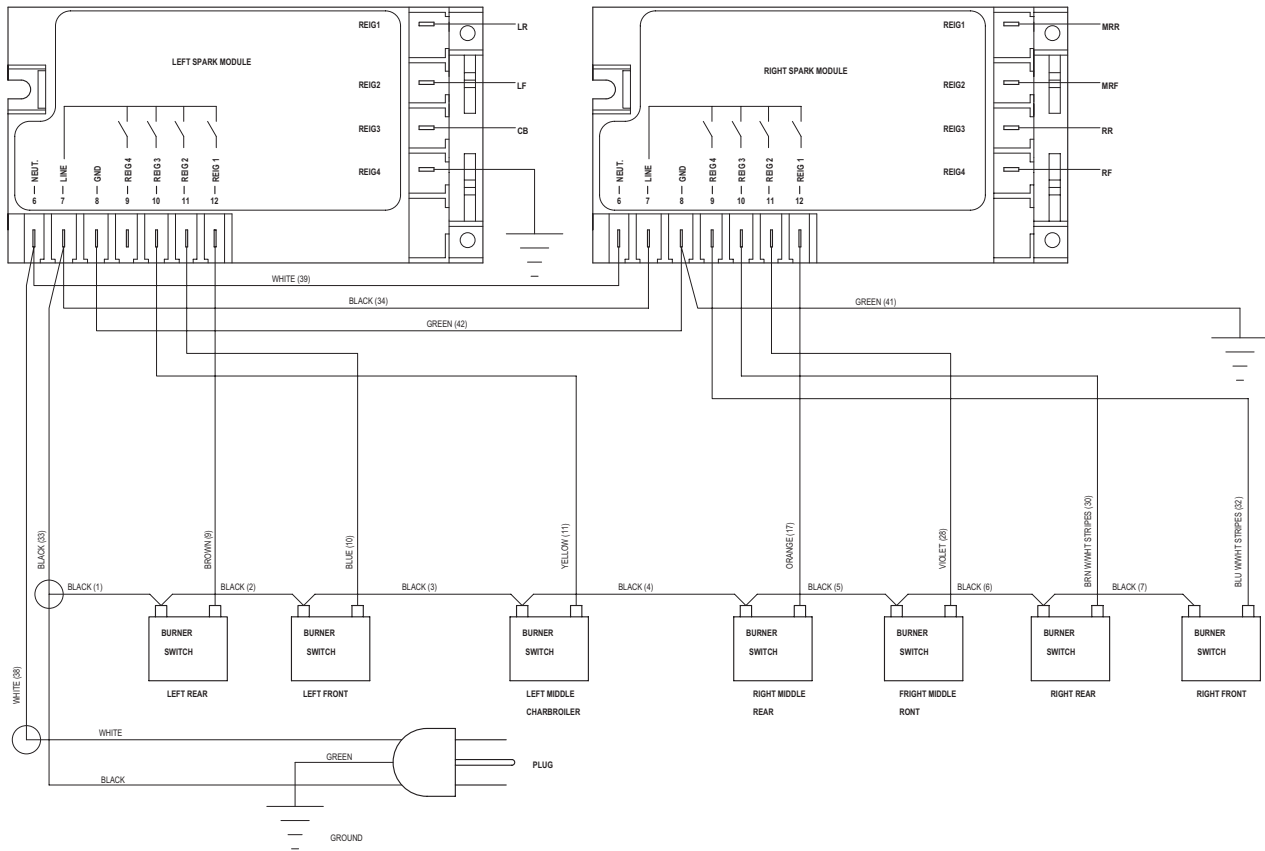 LEFT SPARK MODULE
REIG1
REIG2
REIG3
REIG4
LR
LF
CB
NEUT.
LINE
GND
REIG 4
REIG 3
REIG 2
REIG 1
6
7
8
9
10
11
12
RIGHT SPARK MODULE
REIG1
REIG2
REIG3
REIG4
MRR
MRF
RR
RF
NEUT.
LINE
GND
REIG 4
REIG 3
REIG 2
REIG 1
6
7
8
9
10
11
12
WHITE (39)
BLACK (34)
GREEN (42)
GREEN (41)
BLACK (33)
BROWN (9)
BLUE (10)
YELLOW (11)
ORANGE (17)
VIOLET (28)
BRN W/WHT STRIPES (30)
BLU W/WHT STRIPES (32)
BLACK (1)
BLACK (2)
BLACK (3)
BLACK (4)
BLACK (5)
BLACK (6)
BLACK (7)
BURNER
SWITCH
LEFT REAR
BURNER
SWITCH
LEFT FRONT
BURNER
SWITCH
LEFT MIDDLE
CHARBROILER
BURNER
SWITCH
RIGHT MIDDLE
REAR
BURNER
SWITCH
FRIGHT MIDDLE
RONT
BURNER
SWITCH
RIGHT REAR
BURNER
SWITCH
RIGHT FRONT
WHITE (38)
WHITE
GREEN
BLACK
PLUG
GROUND